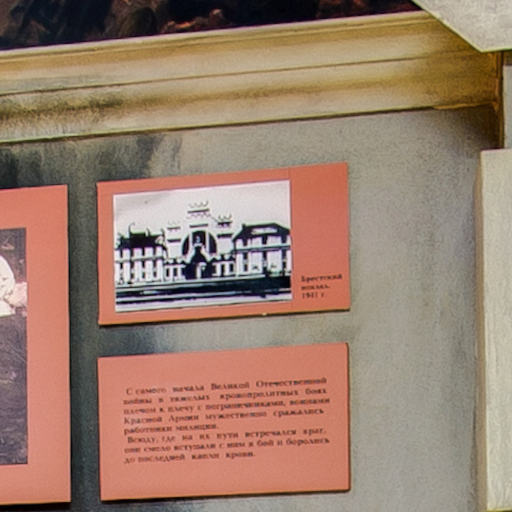 Брестский
вокзал.
1941 г.
С самого начала Великой Отечественной
войны в тяжелых кровопролитных боях
плечом к плечу с пограничниками, воинами
Красной Армии мужественно сражались
работники милиции.
Всюду, где на их пути встречался враг,
они смело вступали с ним в бой и боролись
до последней капли крови.